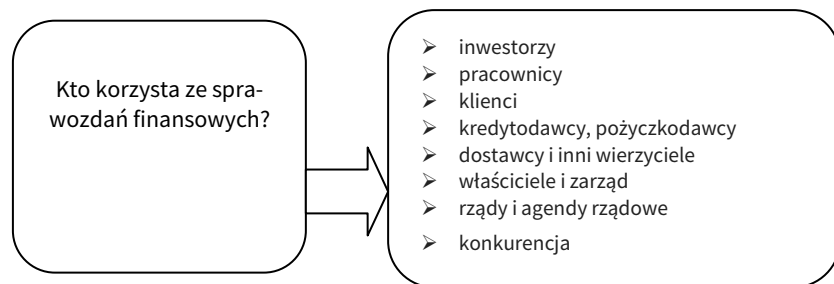 Kto korzysta ze spra-
wozdań finansowych?
➢ inwestorzy
➢ pracownicy
➢ klienci
➢ kredytodawcy, pożyczkodawcy
➢ dostawcy i inni wierzyciele
➢ właściciele i zarząd
➢ rządy i agendy rządowe
➢ konkurencja